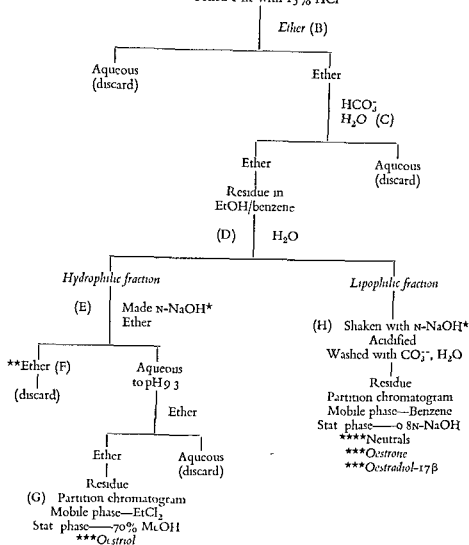 with 15% HCl
Ether (B)
Aqueous
(discard)
Ether
HCO₃⁻
H₂O (C)
Ether
Aqueous
(discard)
Residue in
EtOH/benzene
(D) H₂O
Hydrophilic fraction
Lipophilic fraction
(E) Made N-NaOH*
Ether
(H) Shaken with N-NaOH*
Acidified
Washed with CO₃⁻⁻, H₂O
**Ether (F)
(discard)
Aqueous
to pH 9 3
Ether
Residue
Partition chromatogram
Mobile phase—Benzene
Stat phase—0 8N-NaOH
****Neutrals
***Oestrone
***Oestradiol-17β
Ether
Aqueous
(discard)
Residue
(G) Partition chromatogram
Mobile phase—EtCl₂
Stat phase—70% MeOH
***Oestriol